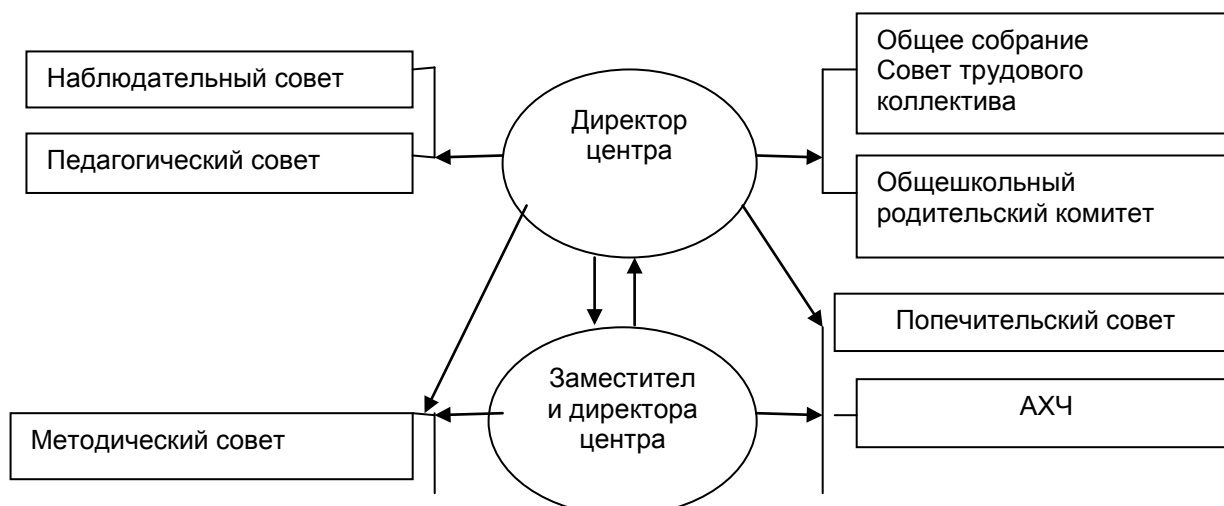 Наблюдательный совет
Педагогический совет
Директор
центра
Общее собрание
Совет трудового
коллектива
Общешкольный
родительский комитет
Попечительский совет
Заместител
и директора
центра
Методический совет
АХЧ